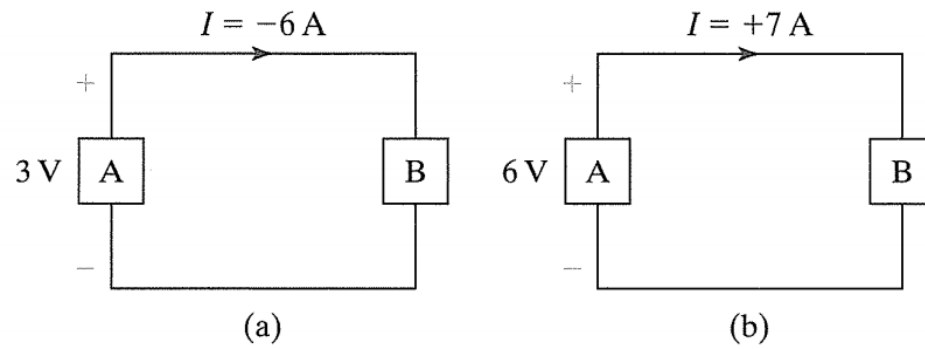 I = −6 A
+
3 V A B
−
(a)
I = +7 A
+
6 V A B
−
(b)